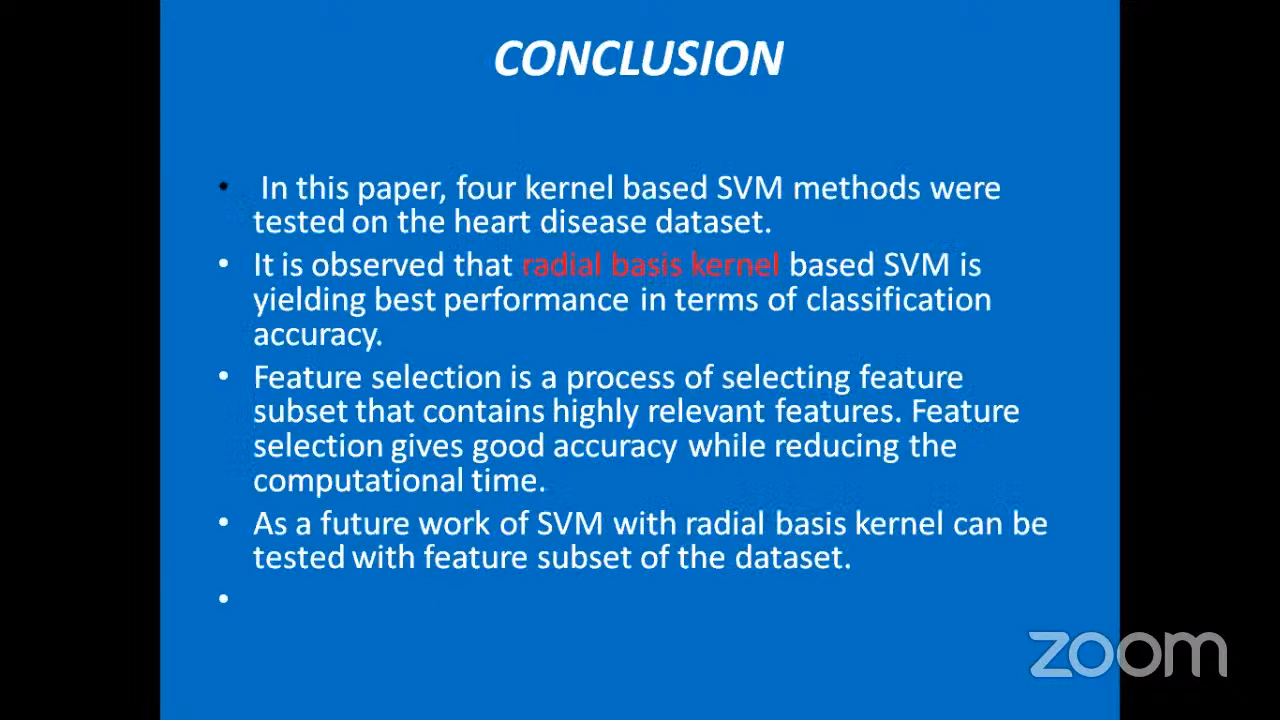 CONCLUSION
• In this paper, four kernel based SVM methods were
tested on the heart disease dataset.
• It is observed that radial basis kernel based SVM is
yielding best performance in terms of classification
accuracy.
• Feature selection is a process of selecting feature
subset that contains highly relevant features. Feature
selection gives good accuracy while reducing the
computational time.
• As a future work of SVM with radial basis kernel can be
tested with feature subset of the dataset.
•
zoom